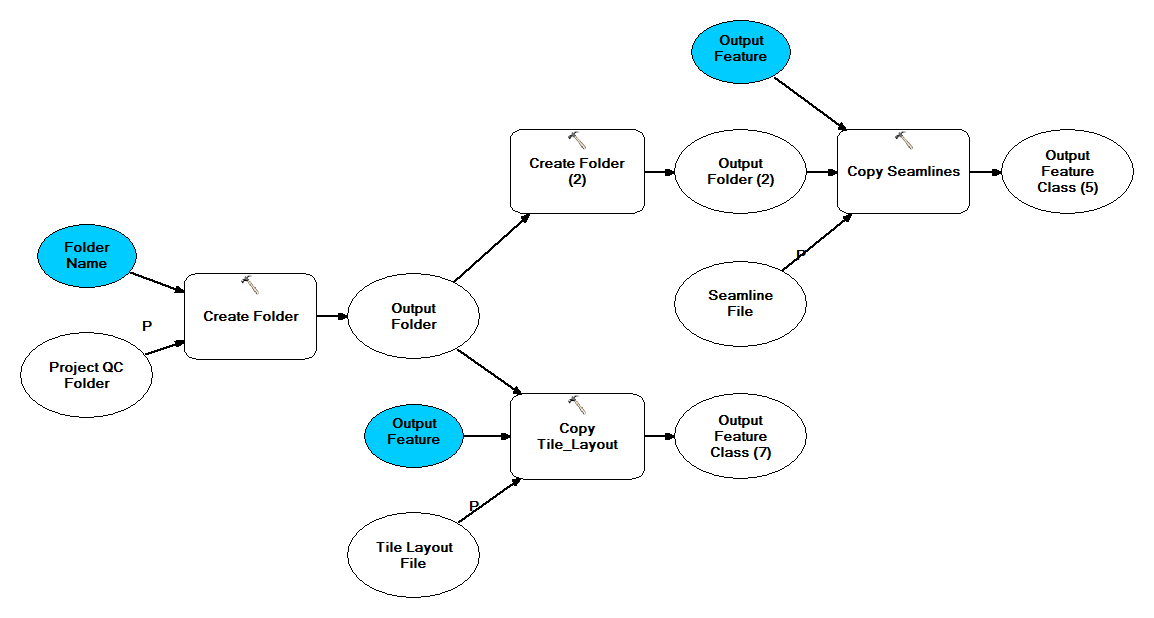 Output
Feature
Create Folder
(2)
Output
Folder (2)
Copy Seamlines
Output
Feature
Class (5)
Folder
Name
P
Seamline
File
Create Folder
Output
Folder
P
Project QC
Folder
Output
Feature
Copy
Tile_Layout
Output
Feature
Class (7)
P
Tile Layout
File